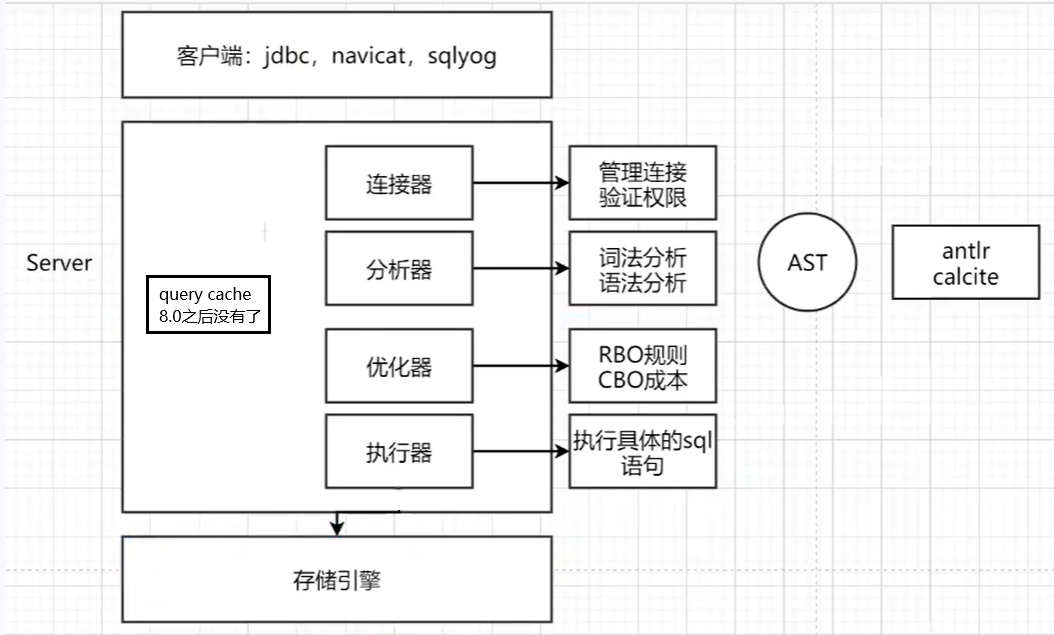 客户端：jdbc，navicat，sqlyog
Server
query cache
8.0之后没有了
连接器
管理连接
验证权限
分析器
词法分析
语法分析
AST
antlr
calcite
优化器
RBO规则
CBO成本
执行器
执行具体的sql
语句
存储引擎